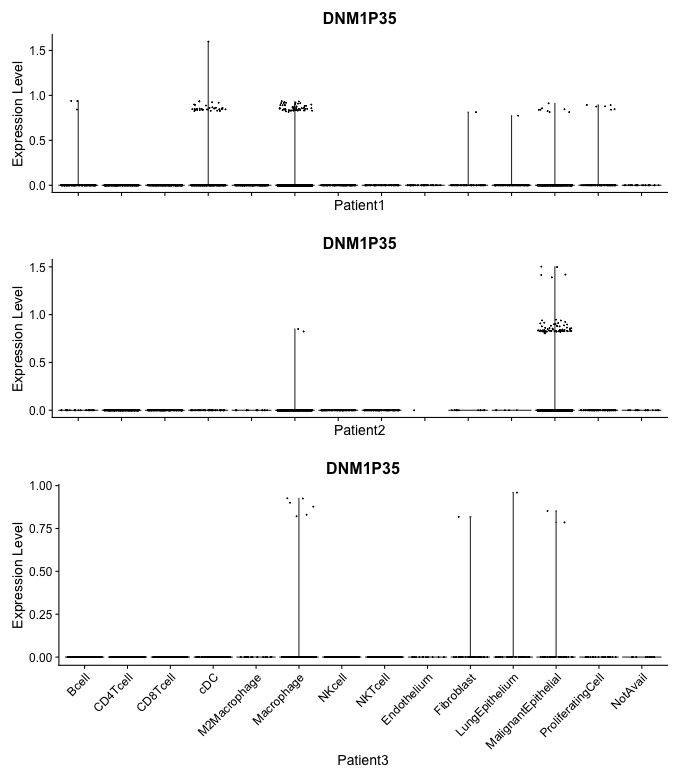 DNM1P35
Expression Level
1.5
1.0
0.5
0.0
Patient1
DNM1P35
Expression Level
1.5
1.0
0.5
0.0
Patient2
DNM1P35
Expression Level
1.00
0.75
0.50
0.25
0.00
Bcell
CD4Tcell
CD8Tcell
cDC
M2Macrophage
Macrophage
NKcell
NKTcell
Endothelium
Fibroblast
LungEpithelium
MalignantEpithelial
ProliferatingCell
NotAvail
Patient3